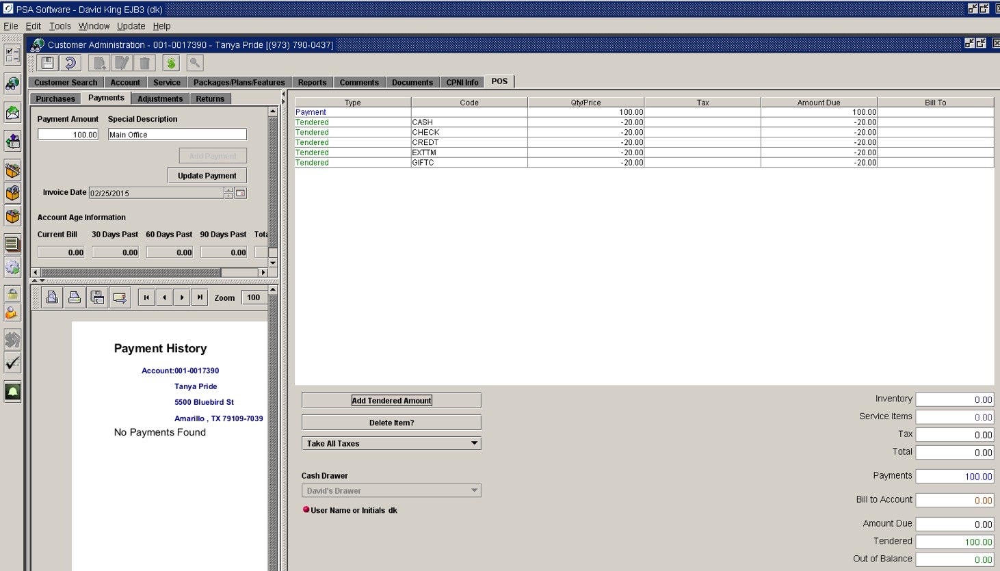 PSA Software - David King EJB3 (dk)
File Edit Tools Window Update Help
Customer Administration - 001-0017390 - Tanya Pride [(973) 790-0437]
Customer Search Account Service Packages/Plans/Features Reports Comments Documents CPNI Info POS
Purchases Payments Adjustments Returns
Payment Amount Special Description
100.00 Main Office
Add Payment
Update Payment
Invoice Date 02/25/2015
Account Age Information
Current Bill 30 Days Past 60 Days Past 90 Days Past Tota
0.00 0.00 0.00 0.00
Zoom 100
Payment History
Account:001-0017390
Tanya Pride
5500 Bluebird St
Amarillo , TX 79109-7039
No Payments Found
Type Code Qty/Price Tax Amount Due Bill To
Payment 100.00 100.00
Tendered CASH -20.00 -20.00
Tendered CHECK -20.00 -20.00
Tendered CREDT -20.00 -20.00
Tendered EXTTM -20.00 -20.00
Tendered GIFTC -20.00 -20.00
Add Tendered Amount
Delete Item?
Take All Taxes
Cash Drawer
David's Drawer
User Name or Initials dk
Inventory 0.00
Service Items 0.00
Tax 0.00
Total 0.00
Payments 100.00
Bill to Account 0.00
Amount Due 0.00
Tendered 100.00
Out of Balance 0.00